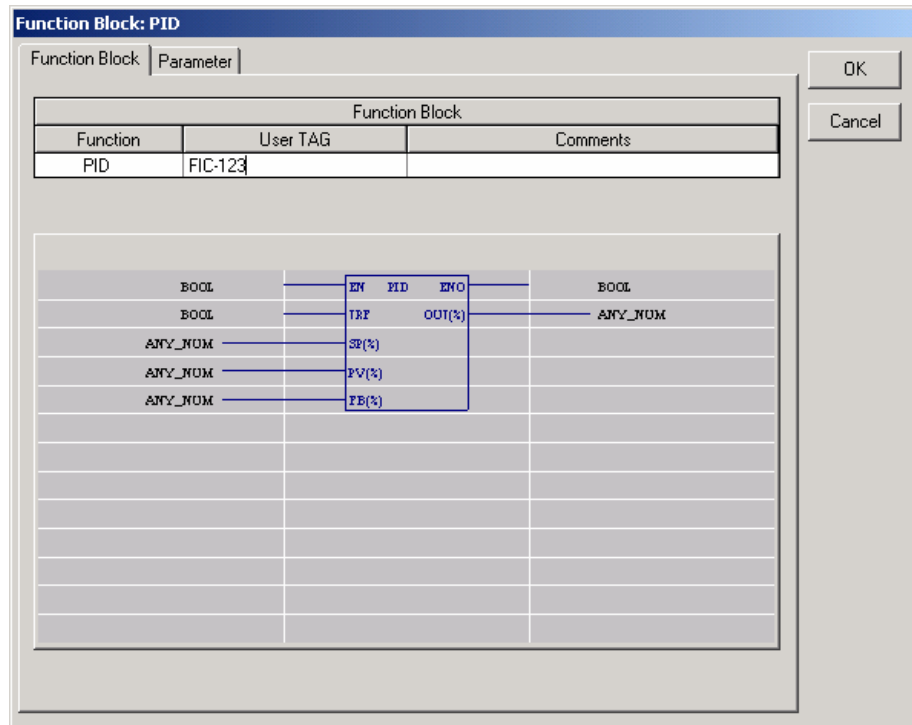 Function Block: PID
Function Block Parameter
OK
Function Block
Cancel
Function User TAG Comments
PID FIC-123
BOOL EN PID ENO BOOL
BOOL TRF OUT(%) ANY_NUM
ANY_NUM SP(%)
ANY_NUM PV(%)
ANY_NUM FB(%)